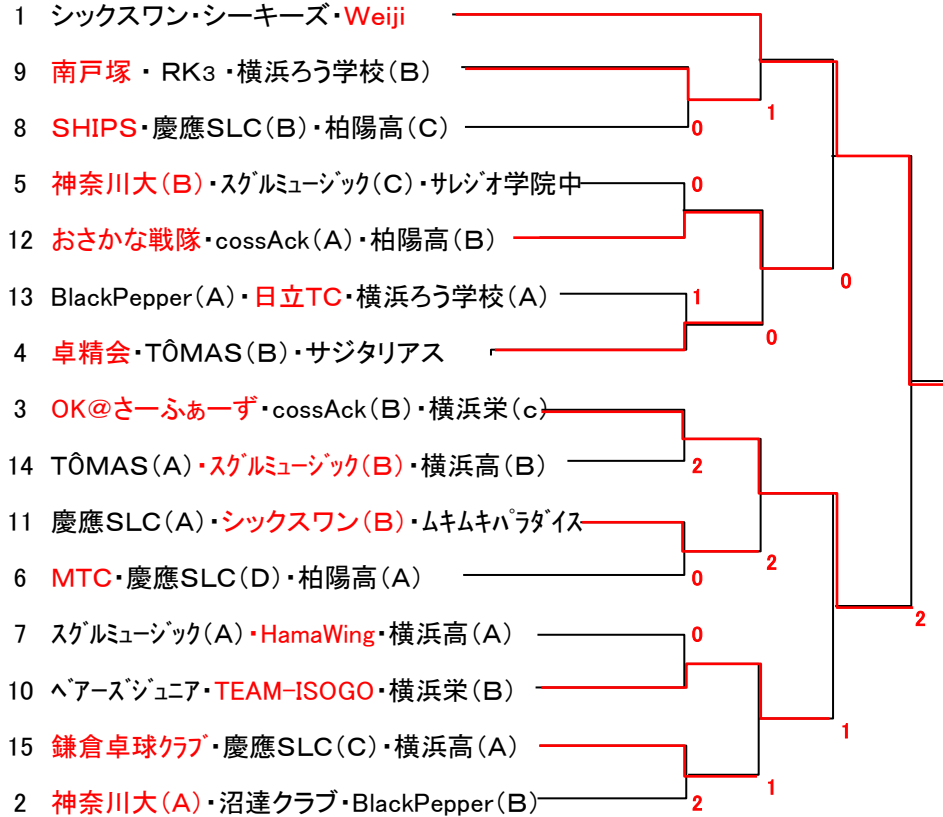 1 シックスワン・シーキーズ・Weiji
9 南戸塚 ・ RK3 ・横浜ろう学校(B)
1
8 SHIPS・慶應SLC(B)・柏陽高(C)
0
5 神奈川大(B)・スグルミュージック(C)・サレジオ学院中
0
12 おさかな戦隊・cossAck(A)・柏陽高(B)
0
13 BlackPepper(A)・日立TC・横浜ろう学校(A)
1
0
4 卓精会・TÔMAS(B)・サジタリアス
3 OK@さーふぁーず・cossAck(B)・横浜栄(c)
14 TÔMAS(A)・スグルミュージック(B)・横浜高(B)
2
11 慶應SLC(A)・シックスワン(B)・ムキムキパラダイス
2
6 MTC・慶應SLC(D)・柏陽高(A)
0
2
7 スグルミュージック(A)・HamaWing・横浜高(A)
0
10 ベアーズジュニア・TEAM-ISOGO・横浜栄(B)
1
15 鎌倉卓球クラブ・慶應SLC(C)・横浜高(A)
1
2 神奈川大(A)・沼達クラブ・BlackPepper(B)
2